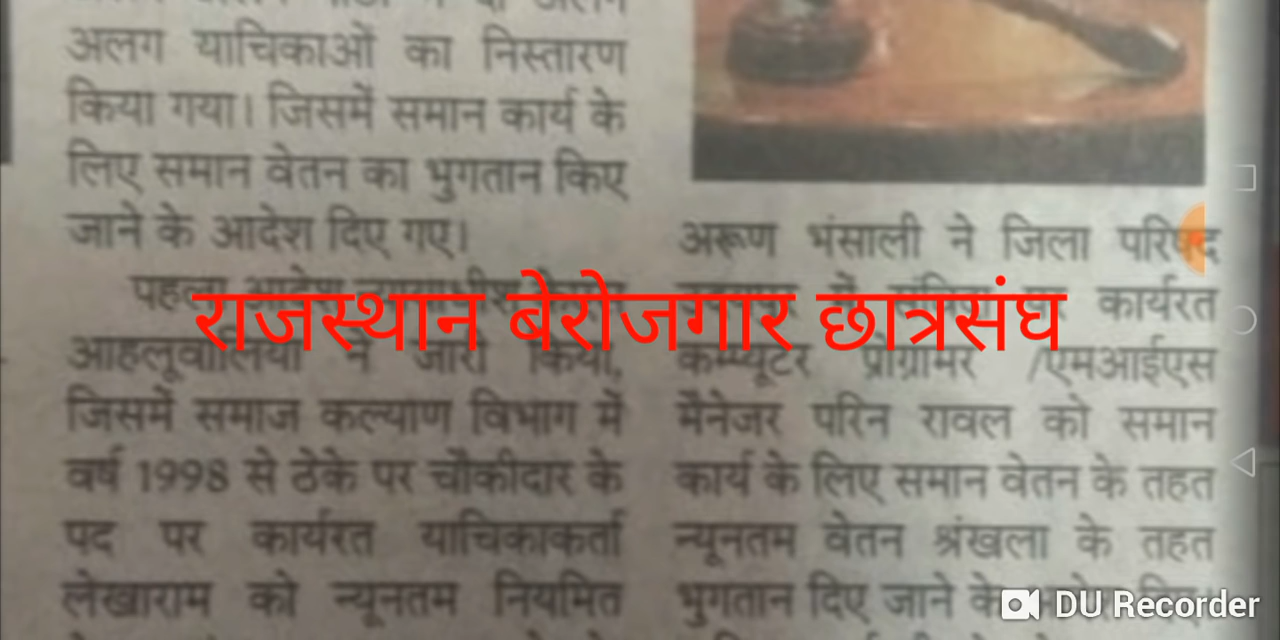 अलग याचिकाओं का निस्तारण
किया गया। जिसमें समान कार्य के
लिए समान वेतन का भुगतान किए
जाने के आदेश दिए गए।
पहला आदेश
आहलूवालिया ने जारी किया,
जिसमें समाज कल्याण विभाग में
वर्ष 1998 से ठेके पर चौकीदार के
पद पर कार्यरत याचिकाकर्ता
लेखाराम को न्यूनतम नियमित
अरूण भंसाली ने जिला परिषद
में संविदा पर कार्यरत
कम्प्यूटर प्रोग्रामर /एमआईएस
मैनेजर परिन रावल को समान
कार्य के लिए समान वेतन के तहत
न्यूनतम वेतन श्रंखला के तहत
भुगतान दिए जाने के
राजस्थान बेरोजगार छात्रसंघ
DU Recorder